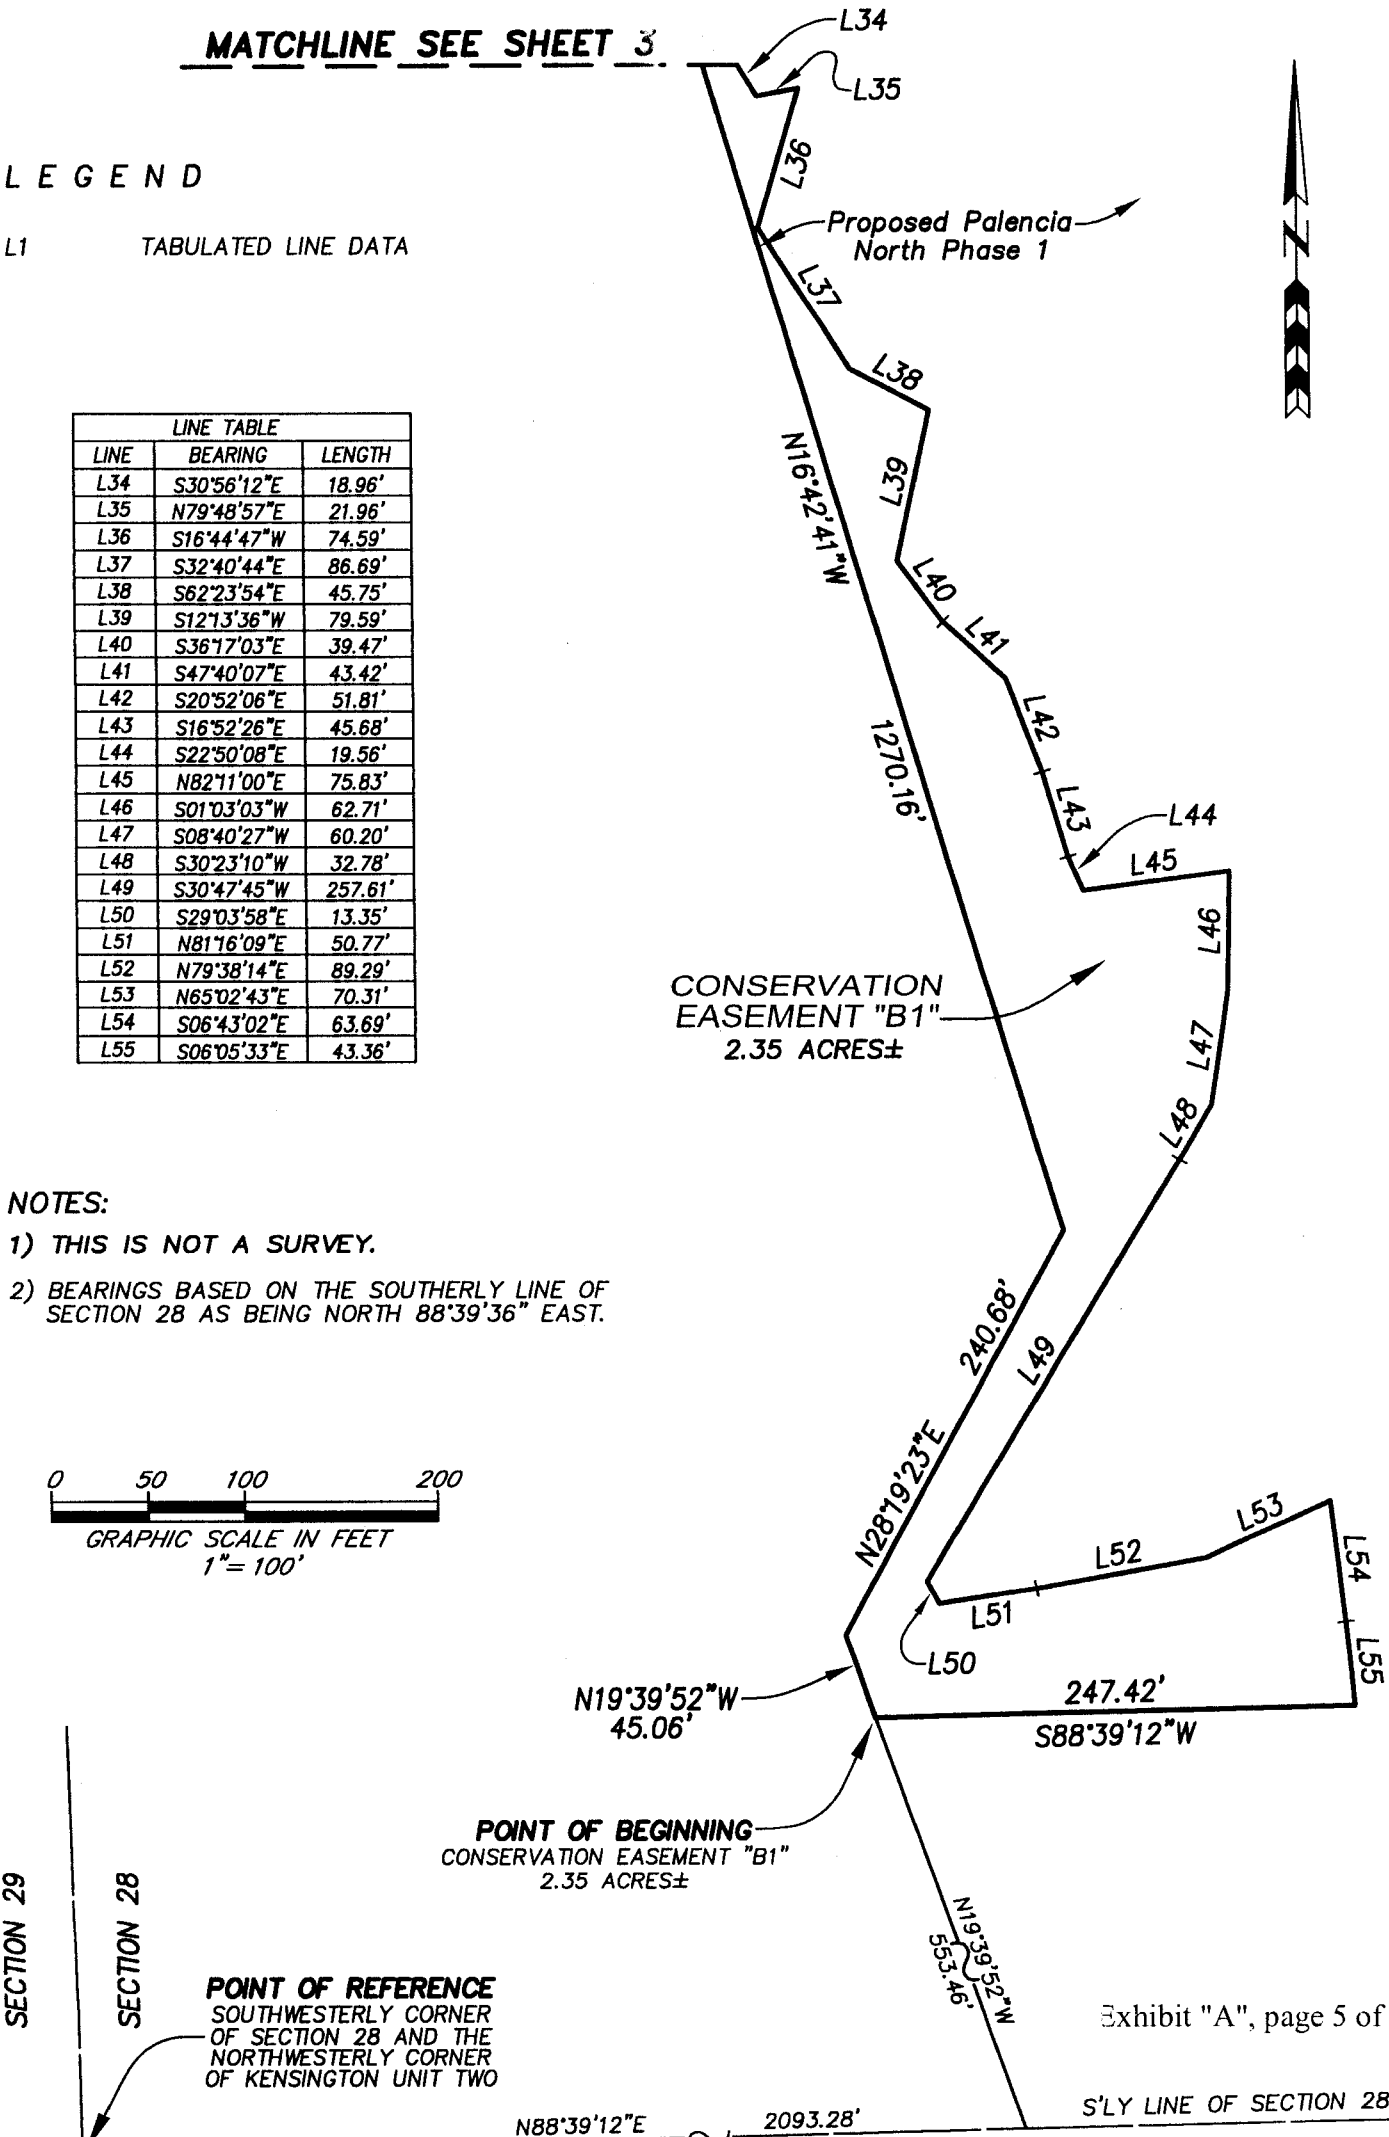 MATCHLINE SEE SHEET 3
L34
L35
L36
LEGEND
L1 TABULATED LINE DATA
Proposed Palencia
North Phase 1
N
L37
L38
L39
L40
L41
L42
L43
L44
L45
L46
L47
L48
N16°42'41"W
1270.16'
LINE TABLE
LINE BEARING LENGTH
L34 S30°56'12"E 18.96'
L35 N79°48'57"E 21.96'
L36 S16°44'47"W 74.59'
L37 S32°40'44"E 86.69'
L38 S62°23'54"E 45.75'
L39 S12°13'36"W 79.59'
L40 S36°17'03"E 39.47'
L41 S47°40'07"E 43.42'
L42 S20°52'06"E 51.81'
L43 S16°52'26"E 45.68'
L44 S22°50'08"E 19.56'
L45 N82°11'00"E 75.83'
L46 S01°03'03"W 62.71'
L47 S08°40'27"W 60.20'
L48 S30°23'10"W 32.78'
L49 S30°47'45"W 257.61'
L50 S29°03'58"E 13.35'
L51 N81°16'09"E 50.77'
L52 N79°38'14"E 89.29'
L53 N65°02'43"E 70.31'
L54 S06°43'02"E 63.69'
L55 S06°05'33"E 43.36'
CONSERVATION
EASEMENT "B1"
2.35 ACRES±
NOTES:
1) THIS IS NOT A SURVEY.
2) BEARINGS BASED ON THE SOUTHERLY LINE OF
SECTION 28 AS BEING NORTH 88°39'36" EAST.
240.68'
N28°19'23"E
L49
0 50 100 200
GRAPHIC SCALE IN FEET
1"= 100'
L53
L52
L51
L54
L55
L50
N19°39'52"W
45.06'
247.42'
S88°39'12"W
POINT OF BEGINNING
CONSERVATION EASEMENT "B1"
2.35 ACRES±
SECTION 29
SECTION 28
N19°39'52"W
553.46'
POINT OF REFERENCE
SOUTHWESTERLY CORNER
OF SECTION 28 AND THE
NORTHWESTERLY CORNER
OF KENSINGTON UNIT TWO
Exhibit "A", page 5 of
N88°39'12"E 2093.28'
S'LY LINE OF SECTION 28